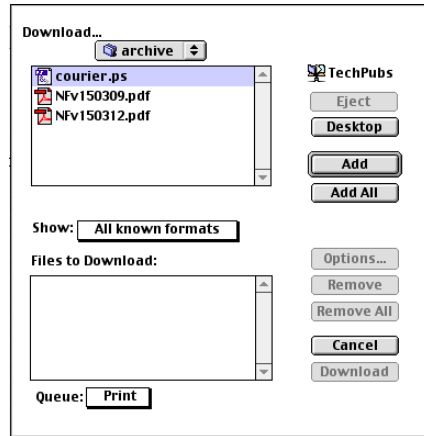 Download...
archive
courier.ps
NFv150309.pdf
NFv150312.pdf
TechPubs
Eject
Desktop
Add
Add All
Show: All known formats
Files to Download:
Options...
Remove
Remove All
Cancel
Download
Queue: Print